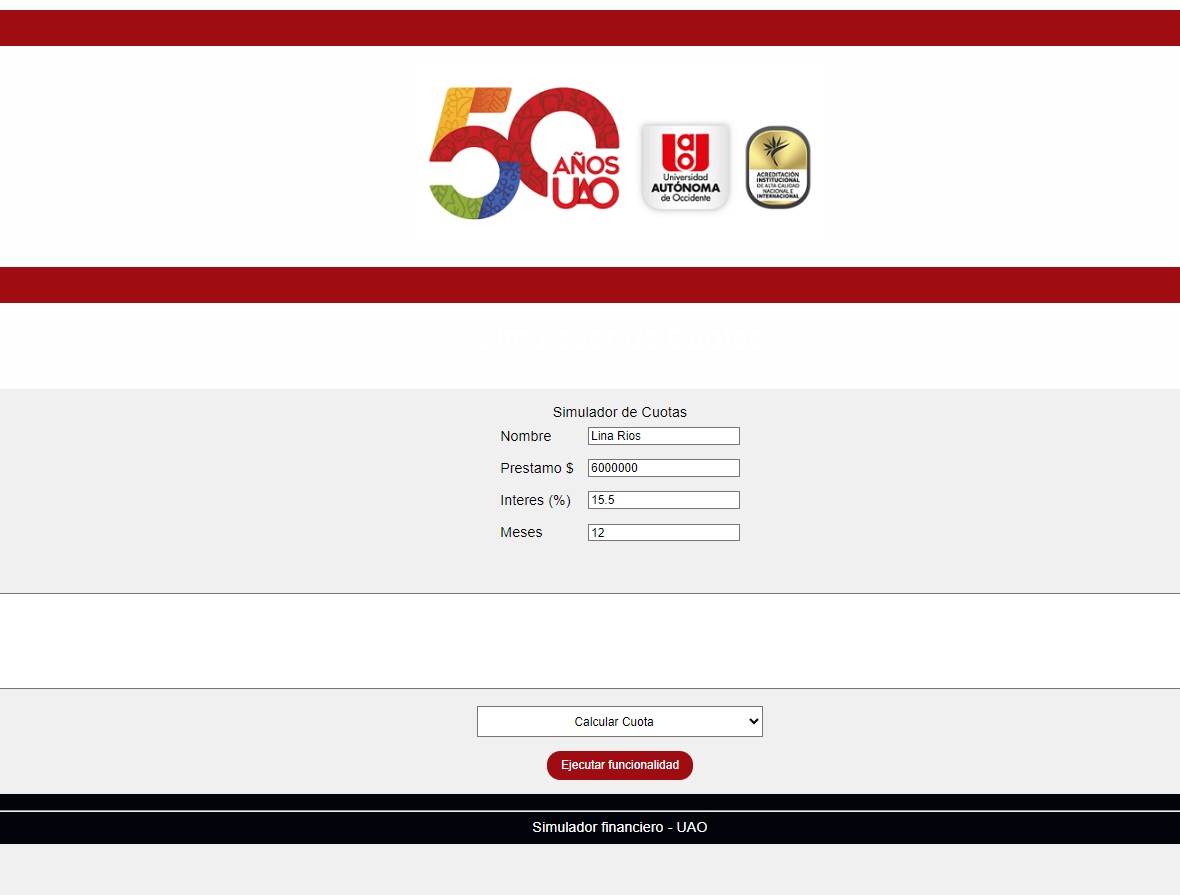 50
AÑOS
UAO
UAO
Universidad
AUTÓNOMA
de Occidente
ACREDITACIÓN
INSTITUCIONAL
DE ALTA CALIDAD
NACIONAL E
INTERNACIONAL
Simulador de Cuotas
Nombre Lina Rios
Prestamo $ 6000000
Interes (%) 15.5
Meses 12
Calcular Cuota
Ejecutar funcionalidad
Simulador financiero - UAO